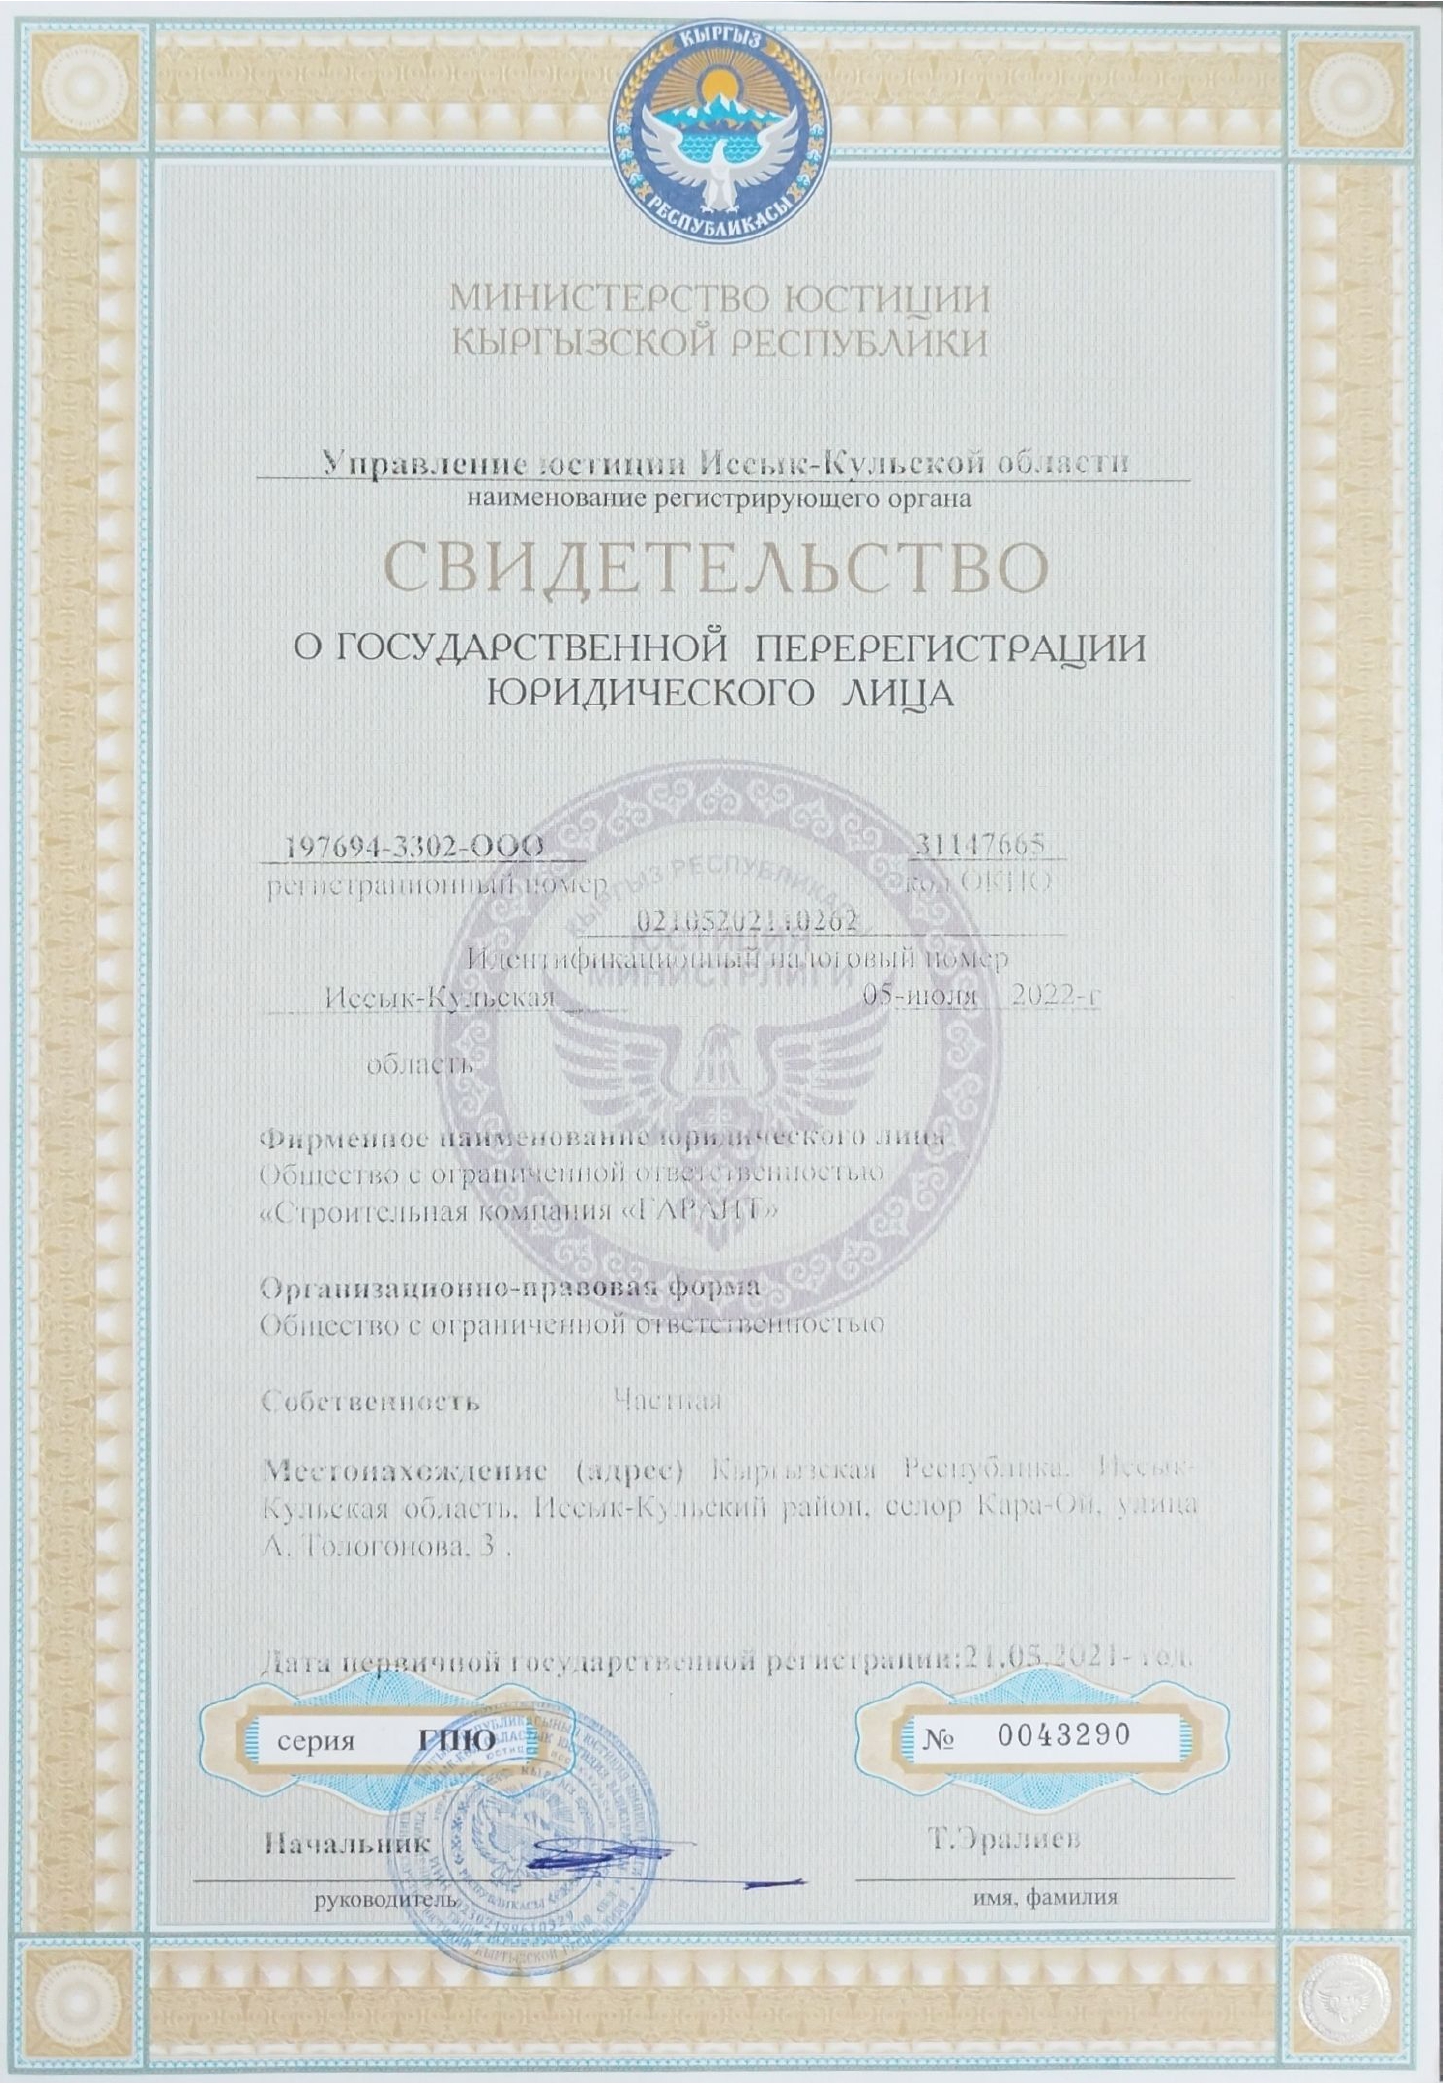 КЫРГЫЗ
РЕСПУБЛИКАСЫ
МИНИСТЕРСТВО ЮСТИЦИИ
КЫРГЫЗСКОЙ РЕСПУБЛИКИ
Управление юстиции Иссык-Кульской области
наименование регистрирующего органа
СВИДЕТЕЛЬСТВО
О ГОСУДАРСТВЕННОЙ ПЕРЕРЕГИСТРАЦИИ
ЮРИДИЧЕСКОГО ЛИЦА
197694-3302-ООО 31147665
регистрационный номер код ОКПО
КЫРГЫЗ РЕСПУБЛИКАСЫ
02105202110262
ЮСТИЦИЯ
Идентификационный налоговый номер
МИНИСТРЛИГИ
Иссык-Кульская 05-июля 2022-г
область
Фирменное наименование юридического лица
Общество с ограниченной ответственностью
«Строительная компания «ГАРАНТ»
Организационно-правовая форма
Общество с ограниченной ответственностью
Собственность Частная
Местонахождение (адрес) Кыргызская Республика, Иссык-
Кульская область, Иссык-Кульский район, селор Кара-Ой, улица
А. Тологонова, 3 .
Дата первичной государственной регистрации:21.05.2021- год.
серия ГПЮ № 0043290
Начальник Т.Эралиев
руководитель имя, фамилия